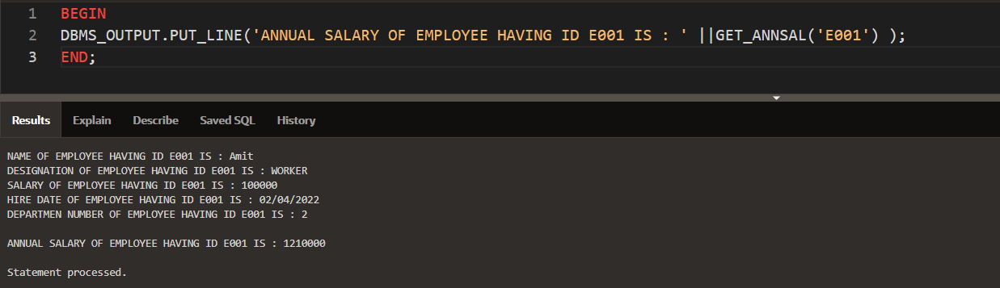 1 BEGIN
2 DBMS_OUTPUT.PUT_LINE('ANNUAL SALARY OF EMPLOYEE HAVING ID E001 IS : ' ||GET_ANNSAL('E001') );
3 END;
Results Explain Describe Saved SQL History
NAME OF EMPLOYEE HAVING ID E001 IS : Amit
DESIGNATION OF EMPLOYEE HAVING ID E001 IS : WORKER
SALARY OF EMPLOYEE HAVING ID E001 IS : 100000
HIRE DATE OF EMPLOYEE HAVING ID E001 IS : 02/04/2022
DEPARTMEN NUMBER OF EMPLOYEE HAVING ID E001 IS : 2
ANNUAL SALARY OF EMPLOYEE HAVING ID E001 IS : 1210000
Statement processed.